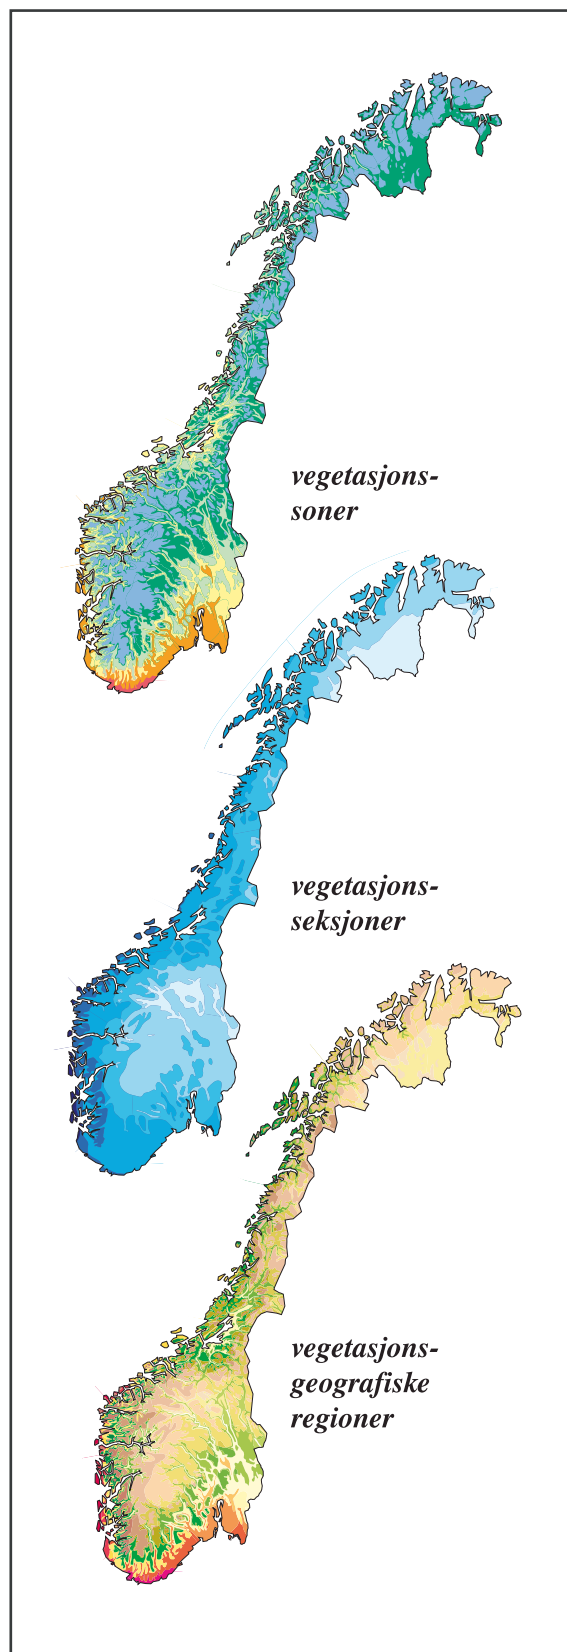 vegetasjons-
soner
vegetasjons-
seksjoner
vegetasjons-
geografiske
regioner